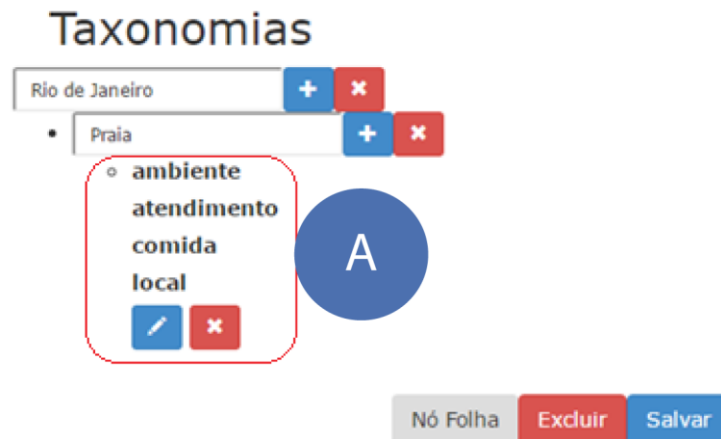 Taxonomias
Rio de Janeiro
Praia
ambiente
atendimento
comida
local
A
Nó Folha Excluir Salvar